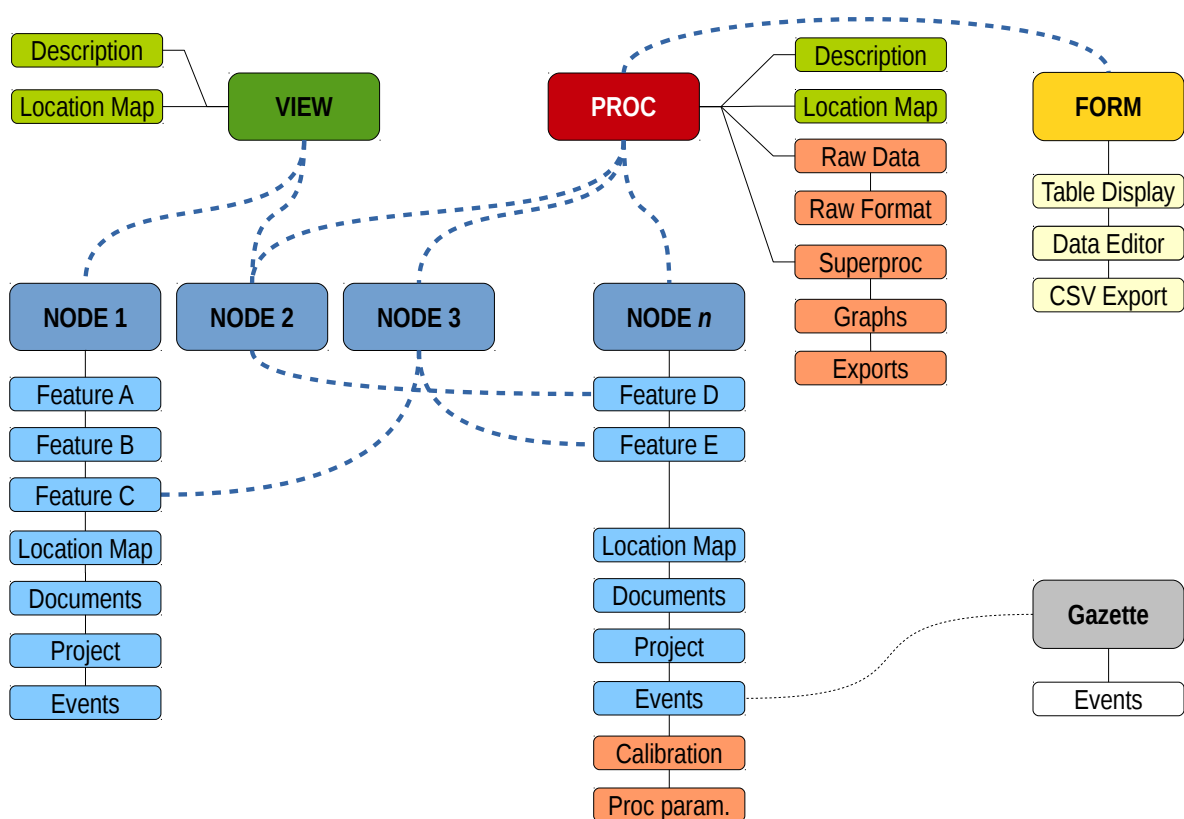 Description
Location Map
VIEW
PROC
Description
Location Map
Raw Data
Raw Format
Superproc
Graphs
Exports
FORM
Table Display
Data Editor
CSV Export
NODE 1
NODE 2
NODE 3
NODE n
Feature A
Feature B
Feature C
Location Map
Documents
Project
Events
Feature D
Feature E
Location Map
Documents
Project
Events
Calibration
Proc param.
Gazette
Events